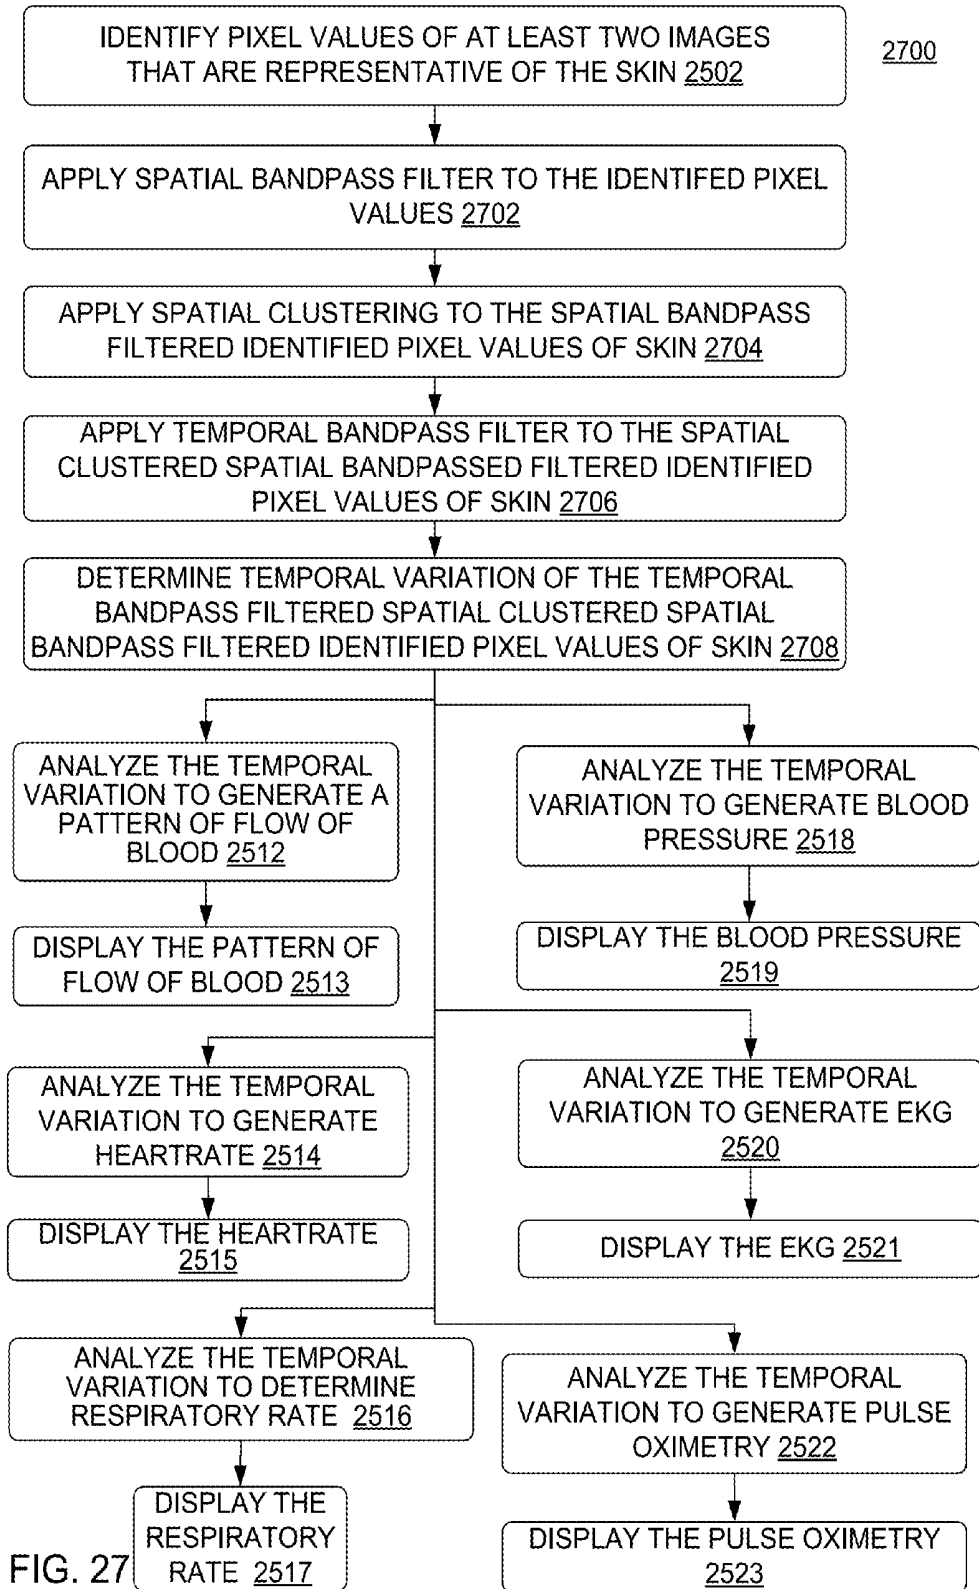 IDENTIFY PIXEL VALUES OF AT LEAST TWO IMAGES
THAT ARE REPRESENTATIVE OF THE SKIN 2502
2700
APPLY SPATIAL BANDPASS FILTER TO THE IDENTIFED PIXEL
VALUES 2702
APPLY SPATIAL CLUSTERING TO THE SPATIAL BANDPASS
FILTERED IDENTIFIED PIXEL VALUES OF SKIN 2704
APPLY TEMPORAL BANDPASS FILTER TO THE SPATIAL
CLUSTERED SPATIAL BANDPASSED FILTERED IDENTIFIED
PIXEL VALUES OF SKIN 2706
DETERMINE TEMPORAL VARIATION OF THE TEMPORAL
BANDPASS FILTERED SPATIAL CLUSTERED SPATIAL
BANDPASS FILTERED IDENTIFIED PIXEL VALUES OF SKIN 2708
ANALYZE THE TEMPORAL
VARIATION TO GENERATE A
PATTERN OF FLOW OF
BLOOD 2512
ANALYZE THE TEMPORAL
VARIATION TO GENERATE BLOOD
PRESSURE 2518
DISPLAY THE PATTERN OF
FLOW OF BLOOD 2513
DISPLAY THE BLOOD PRESSURE
2519
ANALYZE THE TEMPORAL
VARIATION TO GENERATE
HEARTRATE 2514
ANALYZE THE TEMPORAL
VARIATION TO GENERATE EKG
2520
DISPLAY THE HEARTRATE
2515
DISPLAY THE EKG 2521
ANALYZE THE TEMPORAL
VARIATION TO DETERMINE
RESPIRATORY RATE 2516
ANALYZE THE TEMPORAL
VARIATION TO GENERATE PULSE
OXIMETRY 2522
DISPLAY THE
RESPIRATORY
RATE 2517
DISPLAY THE PULSE OXIMETRY
2523
FIG. 27